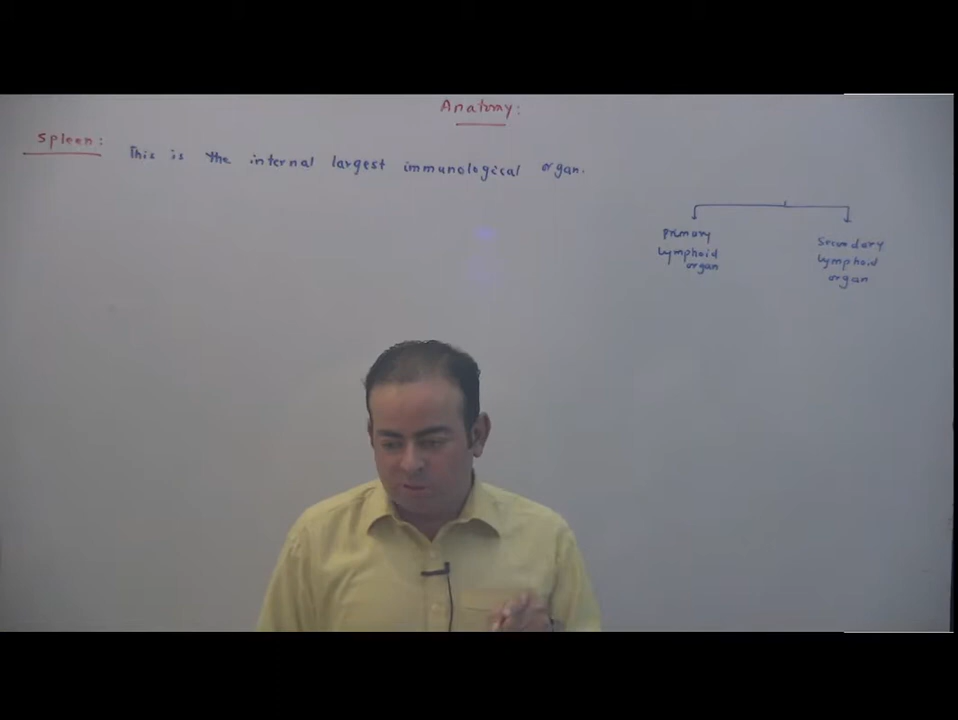 Anatomy:
Spleen: This is the internal largest immunological organ.
Primary
lymphoid
organ
Secondary
lymphoid
organ